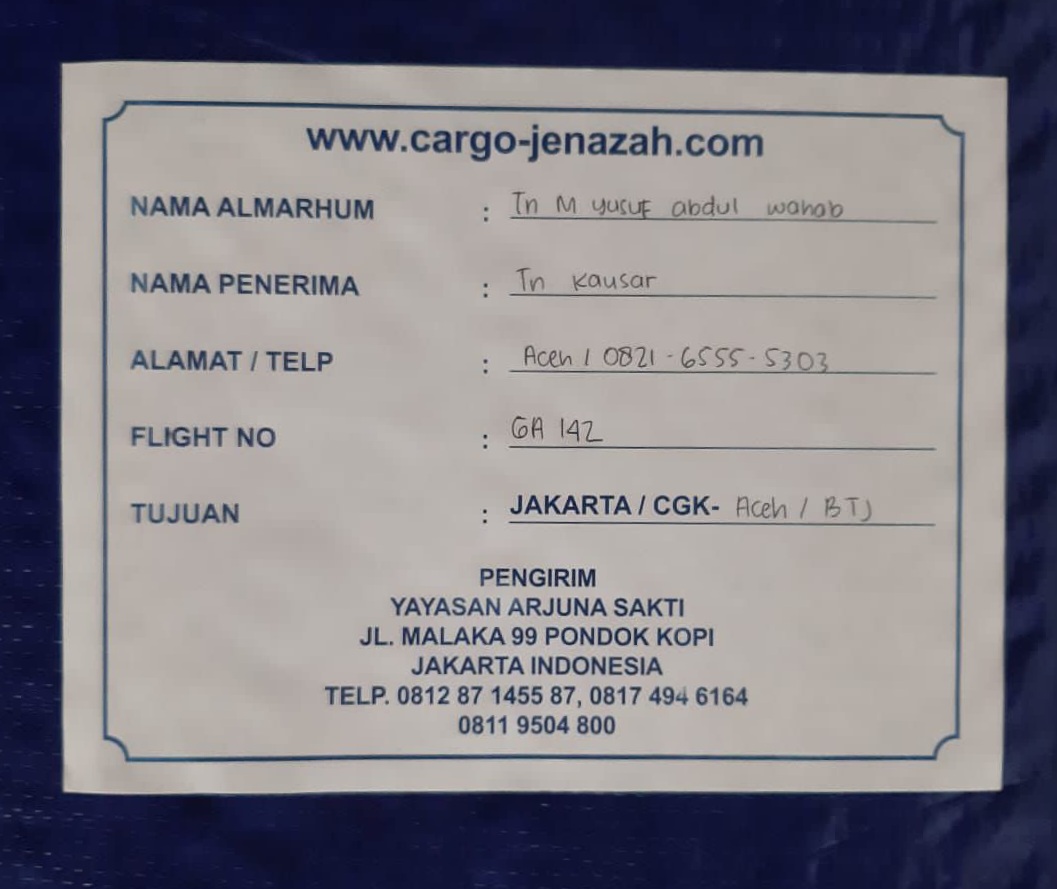 www.cargo-jenazah.com
NAMA ALMARHUM : Tn M yusuf abdul wahab
NAMA PENERIMA : Tn Kausar
ALAMAT / TELP : Aceh / 0821-6555-5303
FLIGHT NO : GA 142
TUJUAN : JAKARTA / CGK- Aceh / BTJ
PENGIRIM
YAYASAN ARJUNA SAKTI
JL. MALAKA 99 PONDOK KOPI
JAKARTA INDONESIA
TELP. 0812 87 1455 87, 0817 494 6164
0811 9504 800